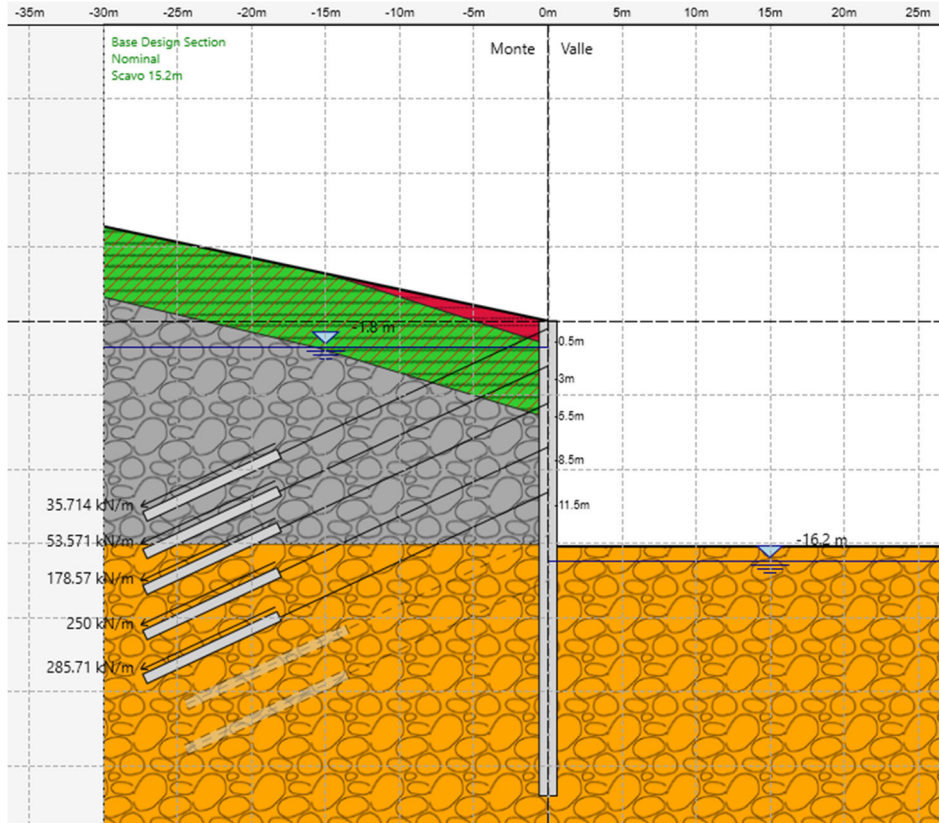 -35m -30m -25m -20m -15m -10m -5m 0m 5m 10m 15m 20m 25m
Base Design Section
Nominal
Scavo 15.2m
Monte Valle
-1.8 m
-0.5m
-3m
-5.5m
-8.5m
-11.5m
35.714 kN/m
53.571 kN/m
178.57 kN/m
250 kN/m
285.71 kN/m
-16.2 m